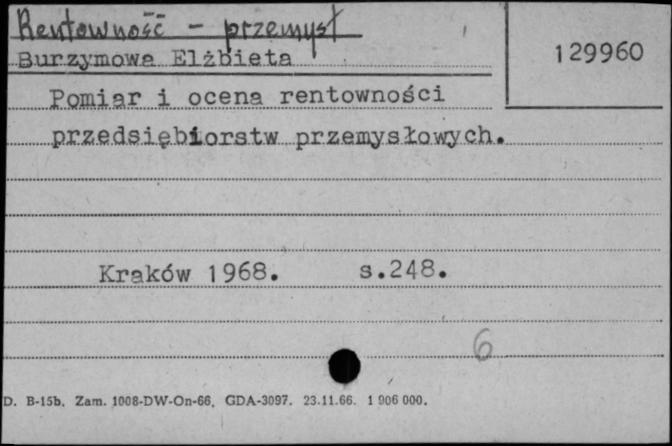 Rentowność - przemysł
Burzymowa Elżbieta
129960
Pomiar i ocena rentowności
przedsiębiorstw przemysłowych.
Kraków 1968. s.248.
6
D. B-15b. Zam. 1008-DW-On-66. GDA-3097. 23.11.66. 1 906 000.